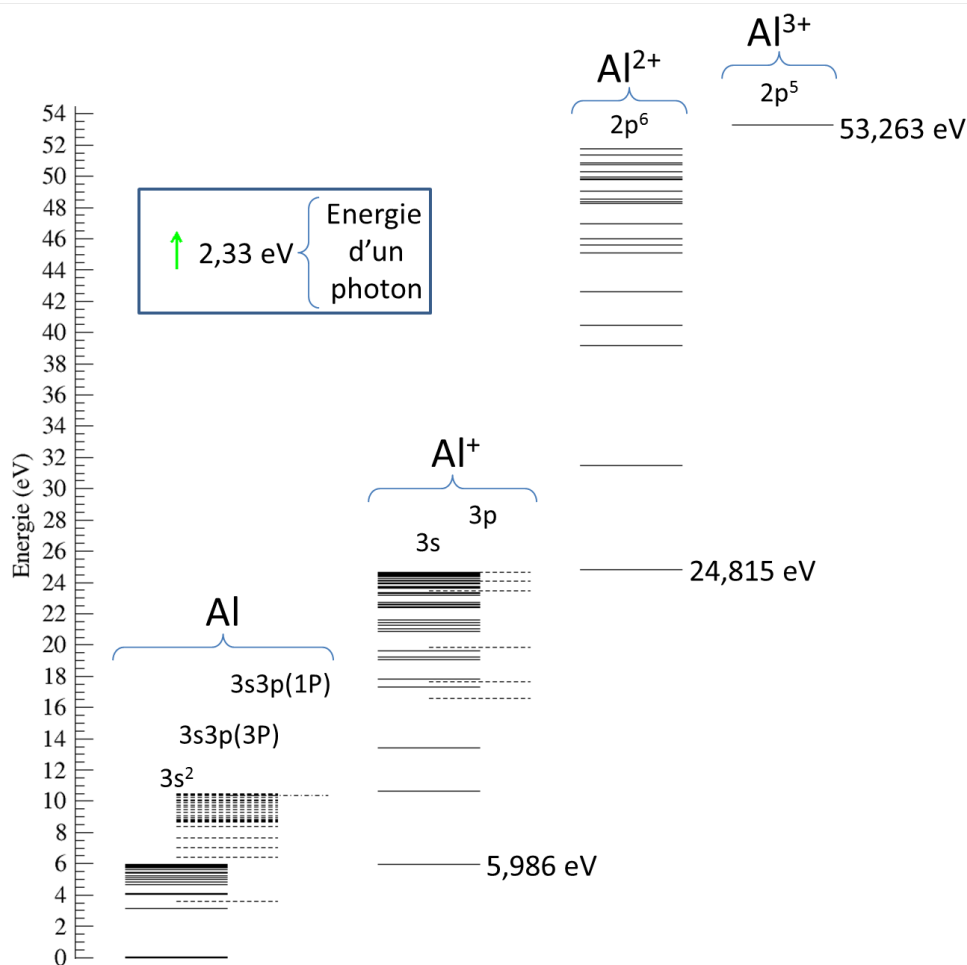 Al³⁺
Al²⁺
2p⁵
2p⁶
53,263 eV
54
52
50
48
46
44
42
40
38
36
34
32
30
28
26
24
22
20
18
16
14
12
10
8
6
4
2
0
Energie (eV)
2,33 eV
Energie
d'un
photon
Al⁺
3p
3s
24,815 eV
Al
3s3p(1P)
3s3p(3P)
3s²
5,986 eV